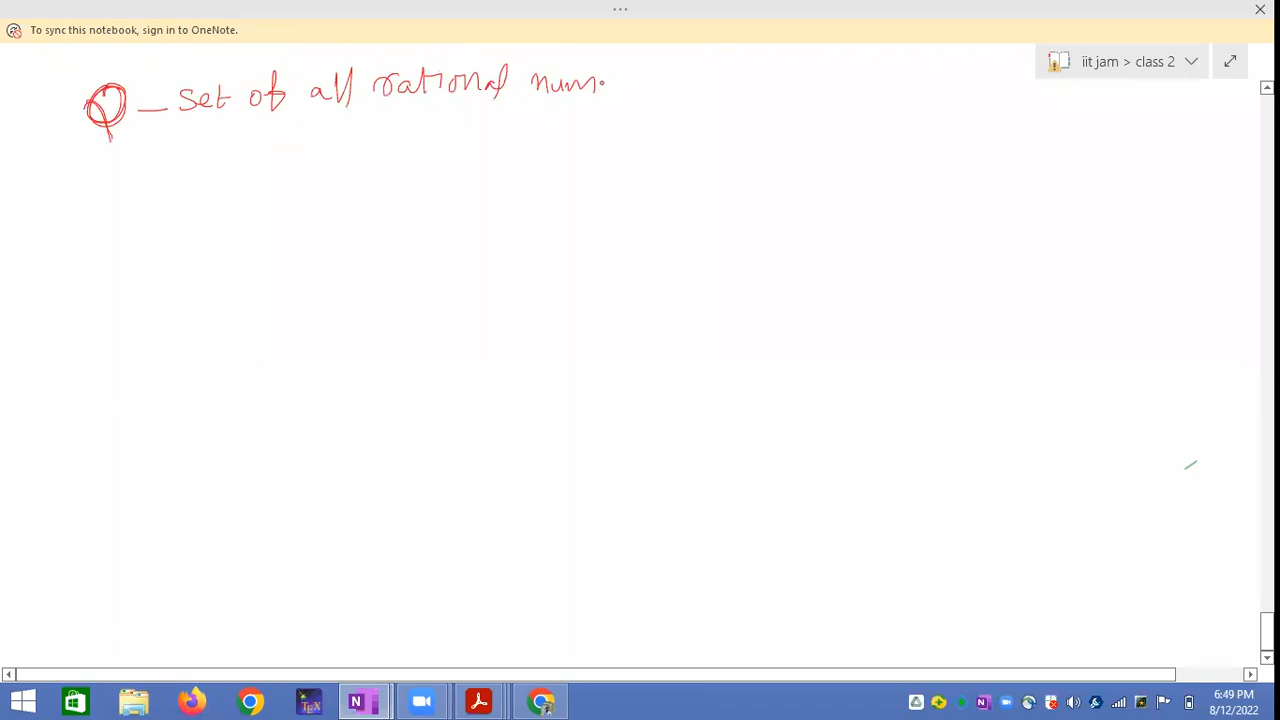 ...
To sync this notebook, sign in to OneNote.
iit jam > class 2
Q — set of all rational num.
6:49 PM
8/12/2022